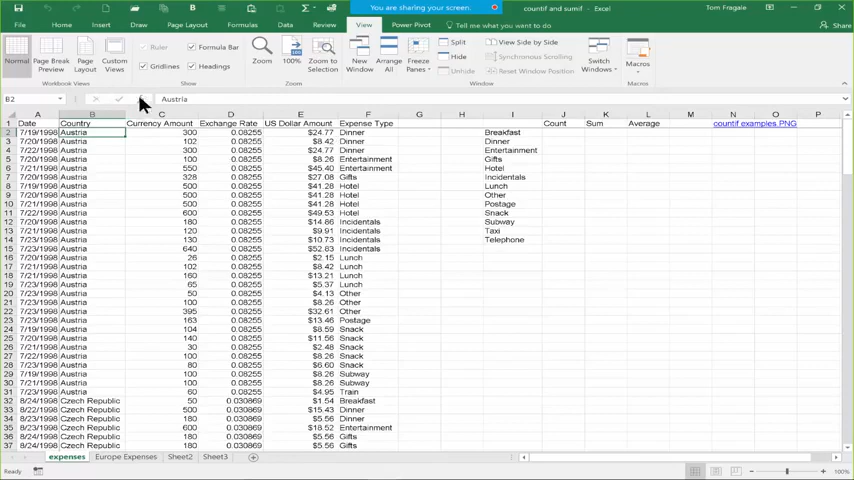 You are sharing your screen.
countif and sumif - Excel
Tom Fragale
File Home Insert Draw Page Layout Formulas Data Review View Power Pivot Tell me what you want to do Share
Normal Page Break Preview Page Layout Custom Views Ruler Formula Bar Gridlines Headings Zoom 100% Zoom to Selection New Window Arrange All Freeze Panes Split Hide Unhide View Side by Side Synchronous Scrolling Reset Window Position Switch Windows Macros
Workbook Views Show Zoom Window Macros
B2 Austria
A B C D E F G H I J K L M N O P
1 Date Country Currency Amount Exchange Rate US Dollar Amount Expense Type Count Sum Average countif examples.PNG
2 7/19/1998 Austria 300 0.08255 $24.77 Dinner Breakfast
3 7/20/1998 Austria 102 0.08255 $8.42 Dinner Dinner
4 7/22/1998 Austria 300 0.08255 $24.77 Dinner Entertainment
5 7/19/1998 Austria 100 0.08255 $8.26 Entertainment Gifts
6 7/21/1998 Austria 550 0.08255 $45.40 Entertainment Hotel
7 7/20/1998 Austria 328 0.08255 $27.08 Gifts Incidentals
8 7/19/1998 Austria 500 0.08255 $41.28 Hotel Lunch
9 7/20/1998 Austria 500 0.08255 $41.28 Hotel Other
10 7/21/1998 Austria 500 0.08255 $41.28 Hotel Postage
11 7/22/1998 Austria 600 0.08255 $49.53 Hotel Snack
12 7/20/1998 Austria 180 0.08255 $14.86 Incidentals Subway
13 7/21/1998 Austria 120 0.08255 $9.91 Incidentals Taxi
14 7/23/1998 Austria 130 0.08255 $10.73 Incidentals Telephone
15 7/23/1998 Austria 640 0.08255 $52.83 Incidentals
16 7/20/1998 Austria 26 0.08255 $2.15 Lunch
17 7/21/1998 Austria 102 0.08255 $8.42 Lunch
18 7/22/1998 Austria 160 0.08255 $13.21 Lunch
19 7/23/1998 Austria 65 0.08255 $5.37 Lunch
20 7/20/1998 Austria 50 0.08255 $4.13 Other
21 7/20/1998 Austria 100 0.08255 $8.26 Other
22 7/22/1998 Austria 395 0.08255 $32.61 Other
23 7/22/1998 Austria 163 0.08255 $13.46 Postage
24 7/19/1998 Austria 104 0.08255 $8.59 Snack
25 7/20/1998 Austria 140 0.08255 $11.56 Snack
26 7/21/1998 Austria 30 0.08255 $2.48 Snack
27 7/22/1998 Austria 100 0.08255 $8.26 Snack
28 7/23/1998 Austria 80 0.08255 $6.60 Snack
29 7/19/1998 Austria 100 0.08255 $8.26 Subway
30 7/20/1998 Austria 100 0.08255 $8.26 Subway
31 7/23/1998 Austria 60 0.08255 $4.95 Train
32 8/24/1998 Czech Republic 50 0.030869 $1.54 Breakfast
33 8/23/1998 Czech Republic 500 0.030869 $15.43 Dinner
34 8/24/1998 Czech Republic 180 0.030869 $5.56 Dinner
35 8/23/1998 Czech Republic 600 0.030869 $18.52 Entertainment
36 8/24/1998 Czech Republic 180 0.030869 $5.56 Gifts
37 8/24/1998 Czech Republic 180 0.030869 $5.56 Gifts
expenses Europe Expenses Sheet2 Sheet3
Ready 100%